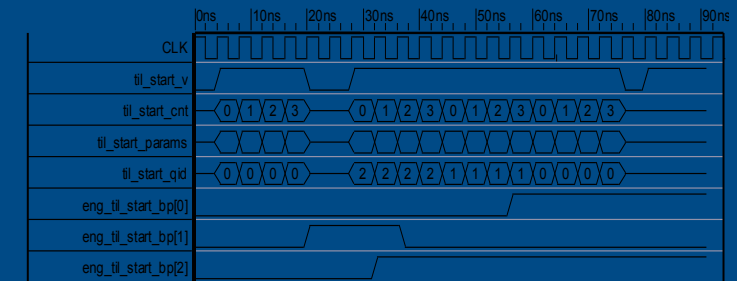 0ns 10ns 20ns 30ns 40ns 50ns 60ns 70ns 80ns 90ns
CLK
til_start_v
til_start_cnt 0 1 2 3 0 1 2 3 0 1 2 3 0 1 2 3
til_start_params
til_start_qid 0 0 0 0 2 2 2 2 1 1 1 1 0 0 0 0
eng_til_start_bp[0]
eng_til_start_bp[1]
eng_til_start_bp[2]